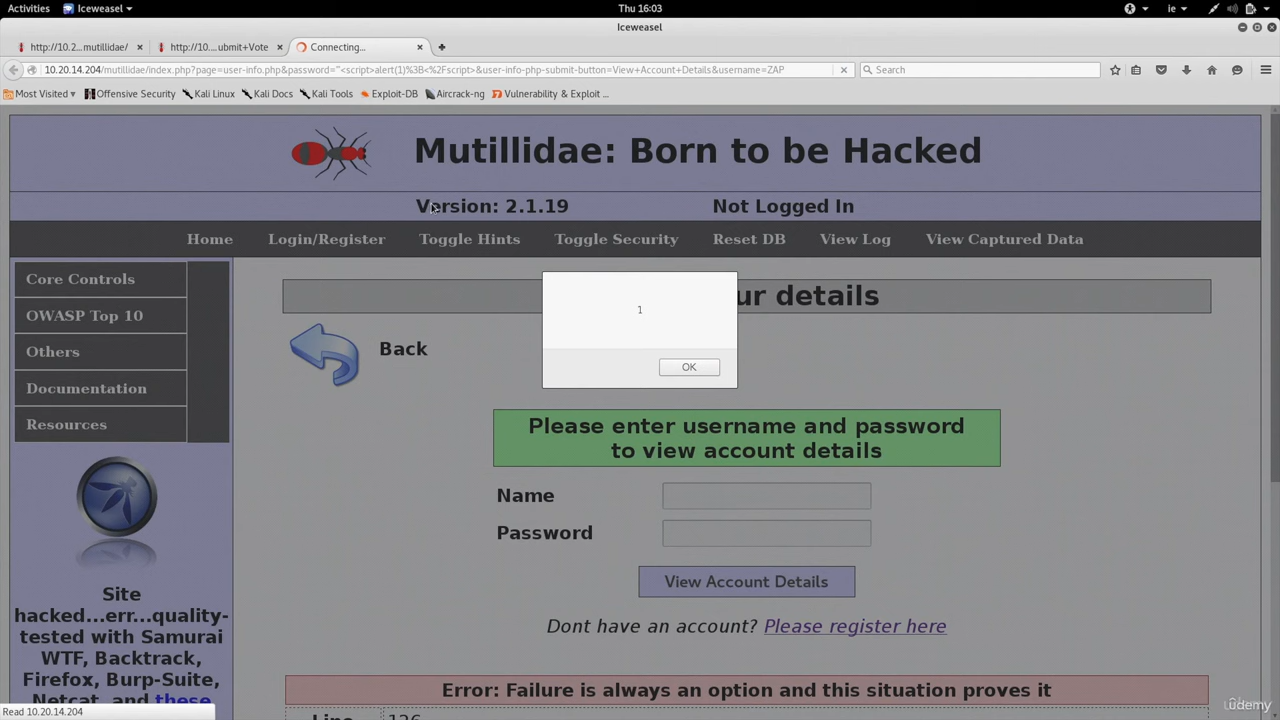 Activities Iceweasel Thu 16:03 ie
Iceweasel
http://10.2...mutillidae/ × http://10....ubmit+Vote × Connecting... ×
10.20.14.204/mutillidae/index.php?page=user-info.php&password=~<script>alert(1)%3B<%2Fscript>&user-info-php-submit-button=View+Account+Details&username=ZAP Search
Most Visited Offensive Security Kali Linux Kali Docs Kali Tools Exploit-DB Aircrack-ng Vulnerability & Exploit ...
Mutillidae: Born to be Hacked
Version: 2.1.19 Not Logged In
Home Login/Register Toggle Hints Toggle Security Reset DB View Log View Captured Data
Core Controls
OWASP Top 10
Others
Documentation
Resources
Site
hacked...err...quality-
tested with Samurai
WTF, Backtrack,
Firefox, Burp-Suite,
Netcat, and these
ur details
1
OK
Back
Please enter username and password
to view account details
Name
Password
View Account Details
Dont have an account? Please register here
Error: Failure is always an option and this situation proves it
Line 126
Read 10.20.14.204
ûdemy